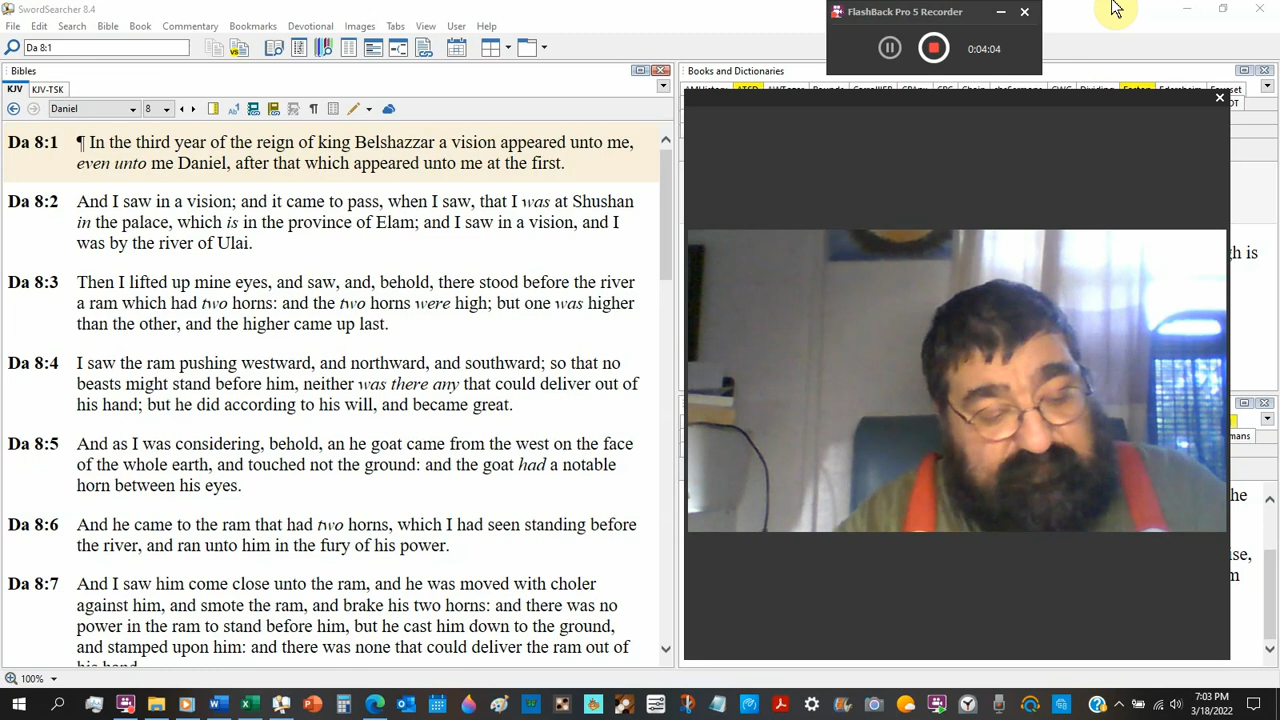 SwordSearcher 8.4
File Edit Search Bible Book Commentary Bookmarks Devotional Images Tabs View User Help
Da 8:1
FlashBack Pro 5 Recorder
0:04:04
Bibles
KJV KJV-TSK
Daniel 8
Books and Dictionaries
Da 8:1 ¶ In the third year of the reign of king Belshazzar a vision appeared unto me,
even unto me Daniel, after that which appeared unto me at the first.
Da 8:2 And I saw in a vision; and it came to pass, when I saw, that I was at Shushan
in the palace, which is in the province of Elam; and I saw in a vision, and I
was by the river of Ulai.
Da 8:3 Then I lifted up mine eyes, and saw, and, behold, there stood before the river
a ram which had two horns: and the two horns were high; but one was higher
than the other, and the higher came up last.
Da 8:4 I saw the ram pushing westward, and northward, and southward; so that no
beasts might stand before him, neither was there any that could deliver out of
his hand; but he did according to his will, and became great.
Da 8:5 And as I was considering, behold, an he goat came from the west on the face
of the whole earth, and touched not the ground: and the goat had a notable
horn between his eyes.
Da 8:6 And he came to the ram that had two horns, which I had seen standing before
the river, and ran unto him in the fury of his power.
Da 8:7 And I saw him come close unto the ram, and he was moved with choler
against him, and smote the ram, and brake his two horns: and there was no
power in the ram to stand before him, but he cast him down to the ground,
and stamped upon him: and there was none that could deliver the ram out of
his hand
100%
7:03 PM
3/18/2022